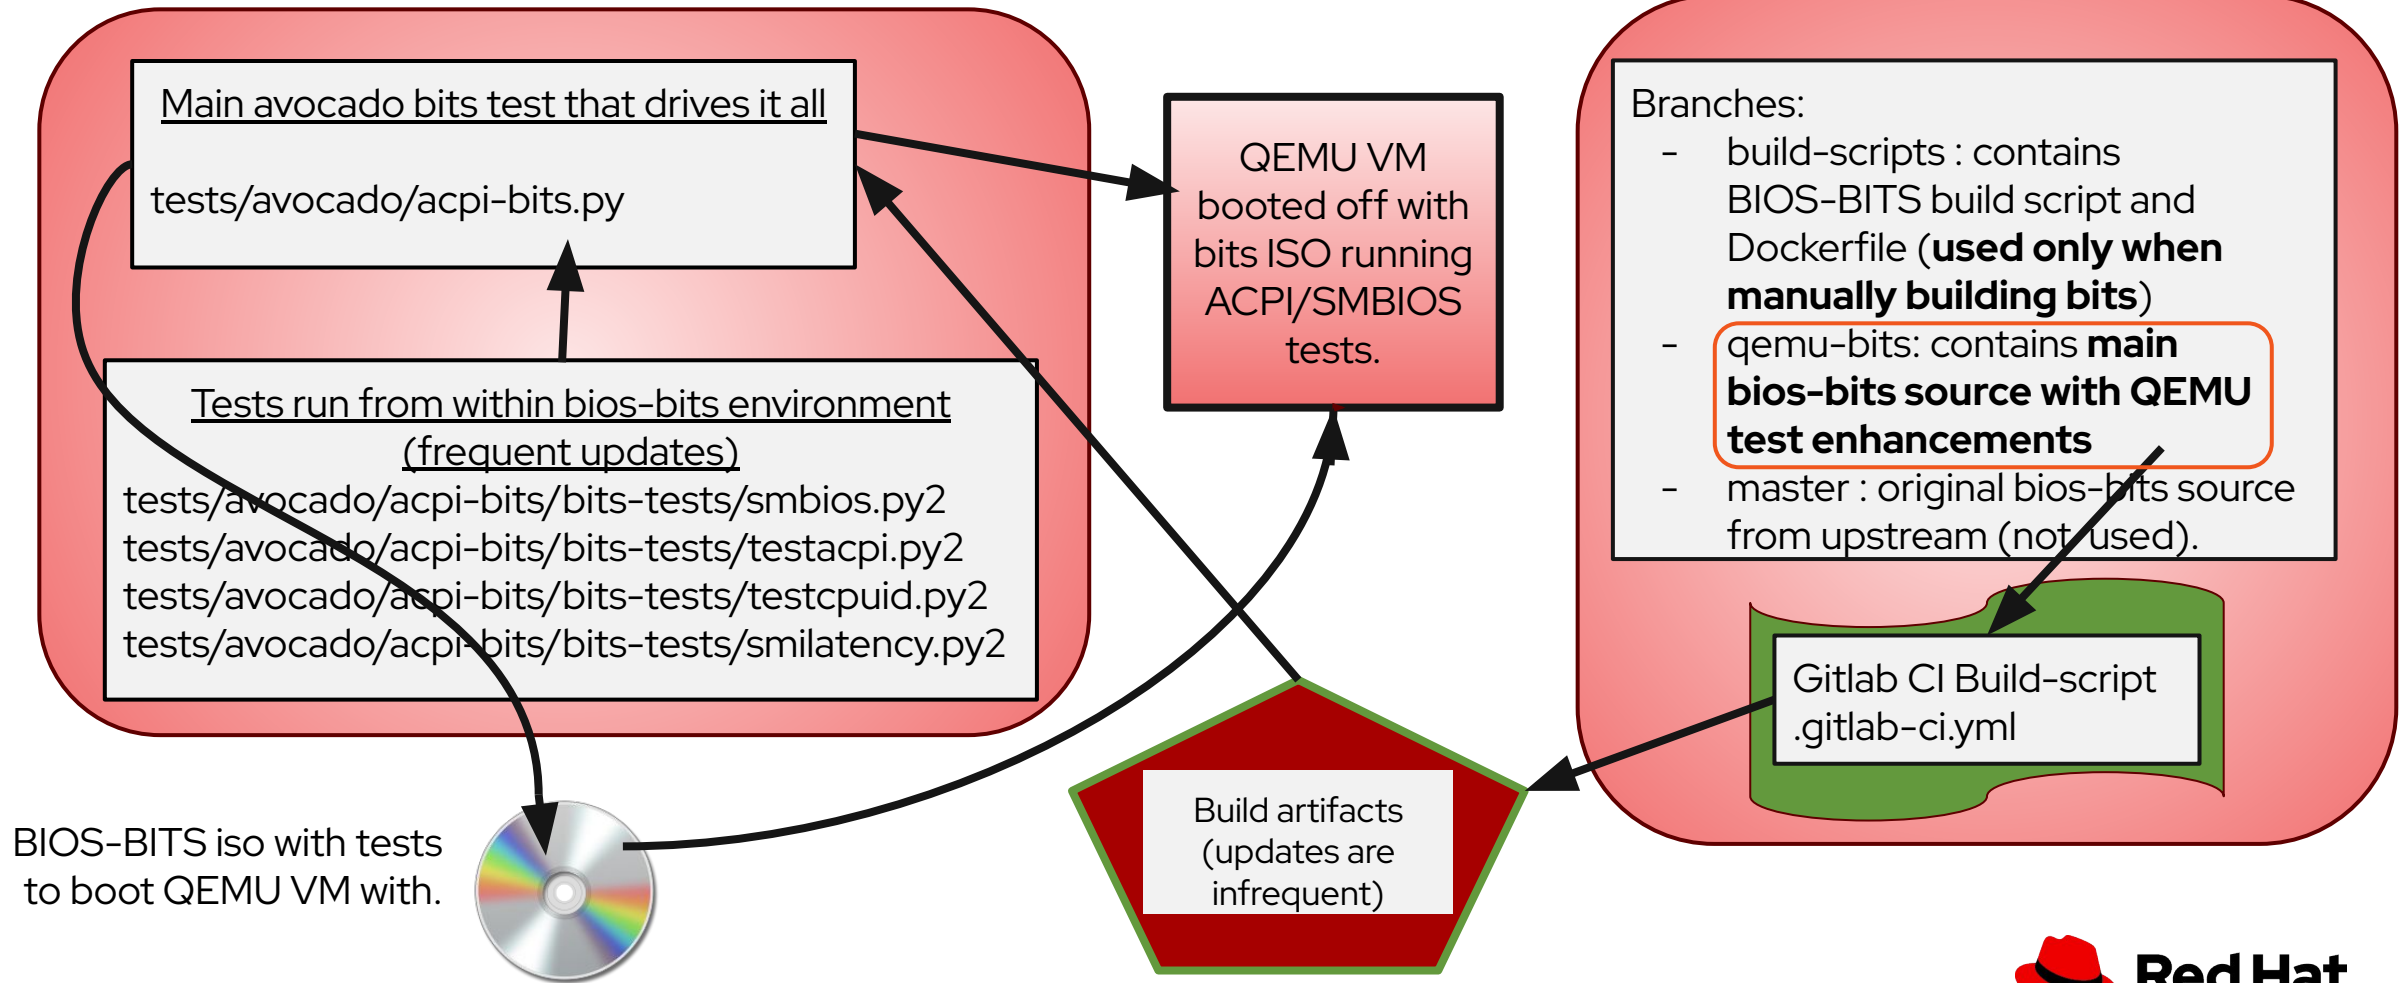 Main avocado bits test that drives it all
tests/avocado/acpi-bits.py
Tests run from within bios-bits environment
(frequent updates)
tests/avocado/acpi-bits/bits-tests/smbios.py2
tests/avocado/acpi-bits/bits-tests/testacpi.py2
tests/avocado/acpi-bits/bits-tests/testcpuid.py2
tests/avocado/acpi-bits/bits-tests/smilatency.py2
BIOS-BITS iso with tests
to boot QEMU VM with.
QEMU VM
booted off with
bits ISO running
ACPI/SMBIOS
tests.
Build artifacts
(updates are
infrequent)
Branches:
- build-scripts : contains
BIOS-BITS build script and
Dockerfile (used only when
manually building bits)
- qemu-bits: contains main
bios-bits source with QEMU
test enhancements
- master : original bios-bits source
from upstream (not used).
Gitlab CI Build-script
.gitlab-ci.yml
Red Hat